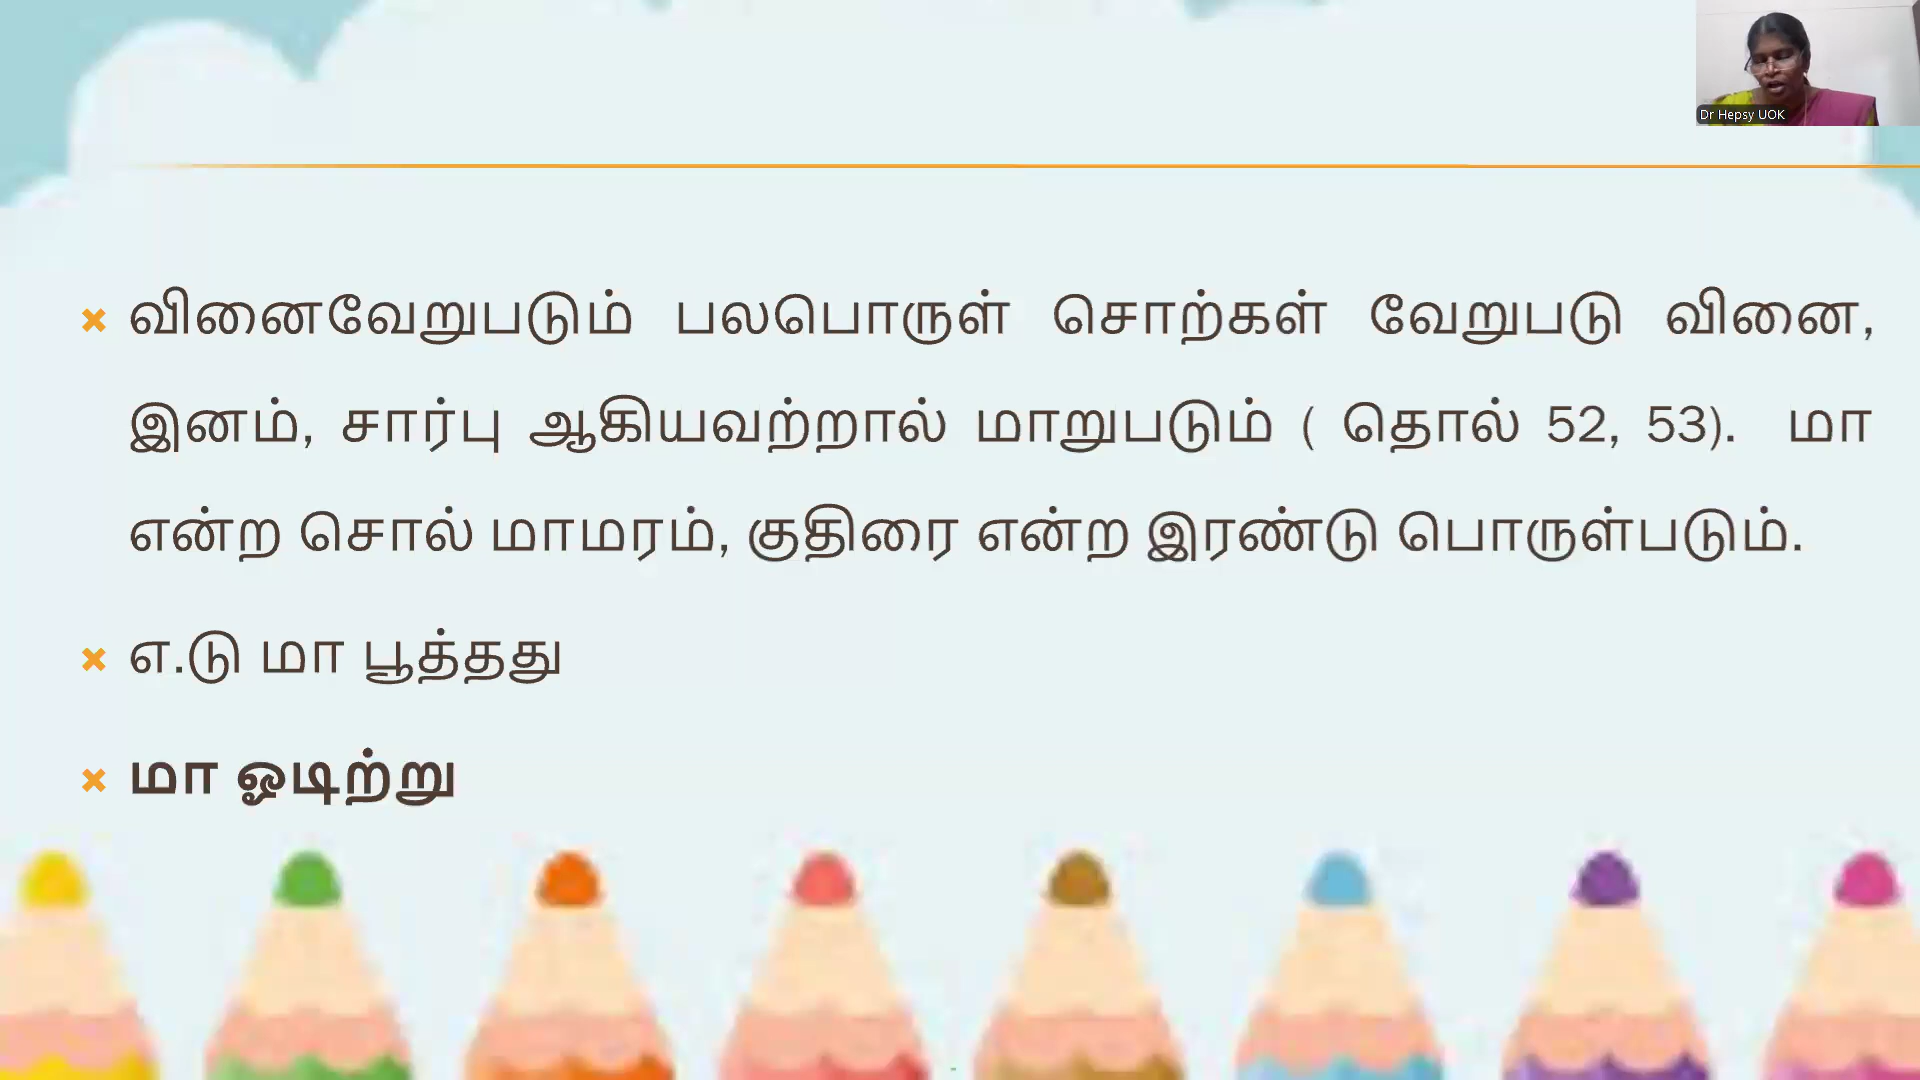 Dr Hepsy UOK
வினைவேறுபடும் பலபொருள் சொற்கள் வேறுபடு வினை,
இனம், சார்பு ஆகியவற்றால் மாறுபடும் ( தொல் 52, 53). மா
என்ற சொல் மாமரம், குதிரை என்ற இரண்டு பொருள்படும்.
எ.டு மா பூத்தது
மா ஓடிற்று